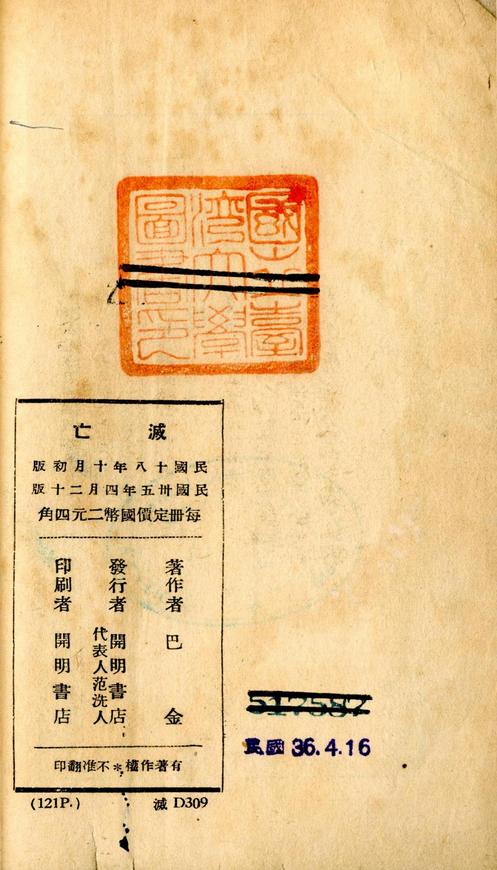 國立臺
灣大學
圖書印
滅亡
民國十八年十月初版
民國卅五年四月二十版
每冊定價國幣二元四角
著作者 巴金
發行者 開明書店
代表人范洗人
印刷者 開明書店
有著作權＊不准翻印
(121P.) 滅 D309
517587
民國 36.4.16